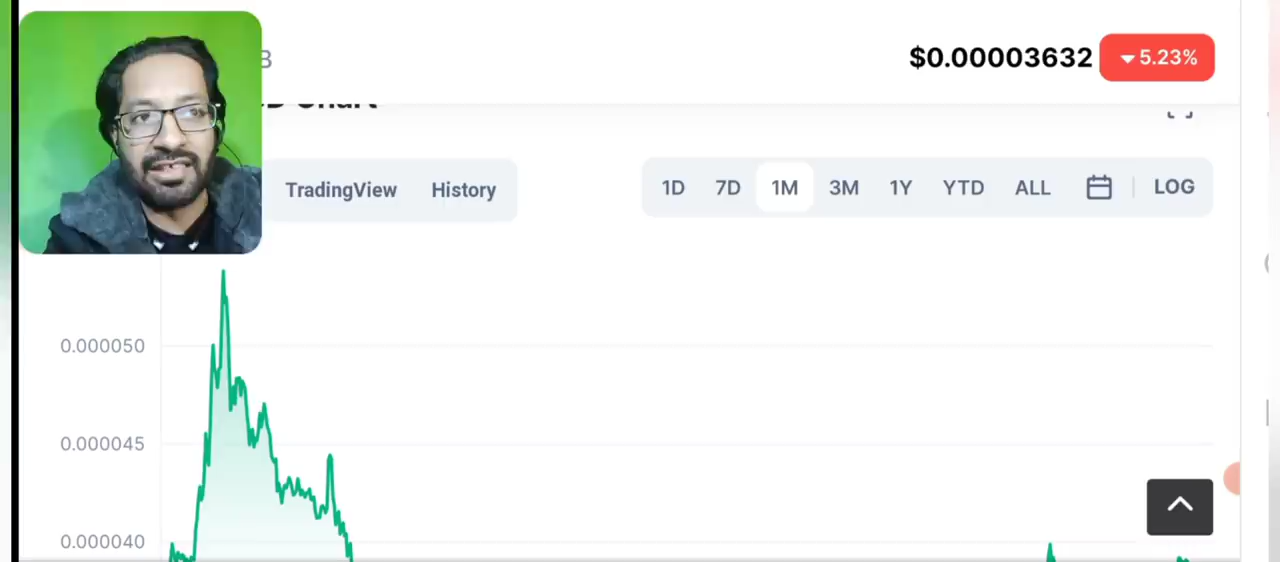 B
$0.00003632 5.23%
Chart
TradingView History
1D 7D 1M 3M 1Y YTD ALL LOG
0.000050
0.000045
0.000040